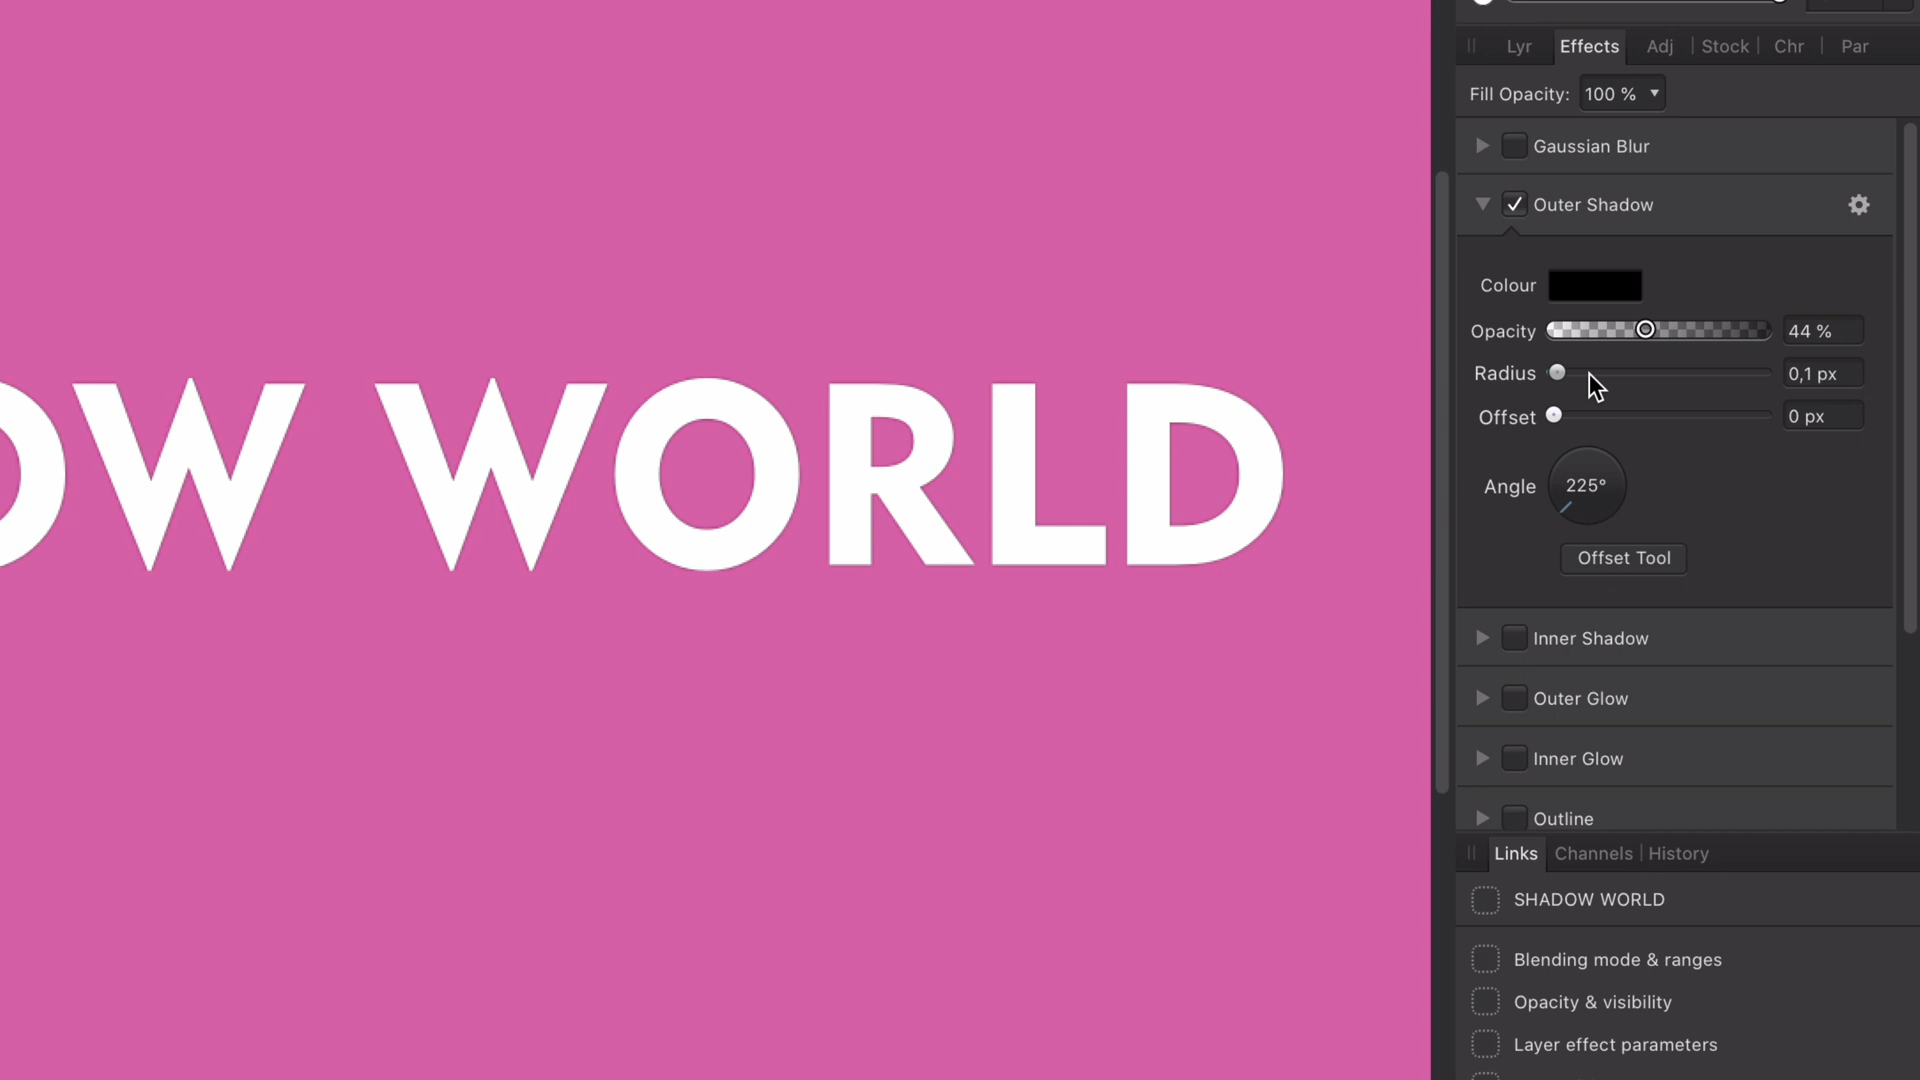 OW WORLD
Lyr Effects Adj Stock Chr Par
Fill Opacity: 100 %
Gaussian Blur
Outer Shadow
Colour
Opacity 44 %
Radius 0,1 px
Offset 0 px
Angle 225°
Offset Tool
Inner Shadow
Outer Glow
Inner Glow
Outline
Links Channels History
SHADOW WORLD
Blending mode & ranges
Opacity & visibility
Layer effect parameters